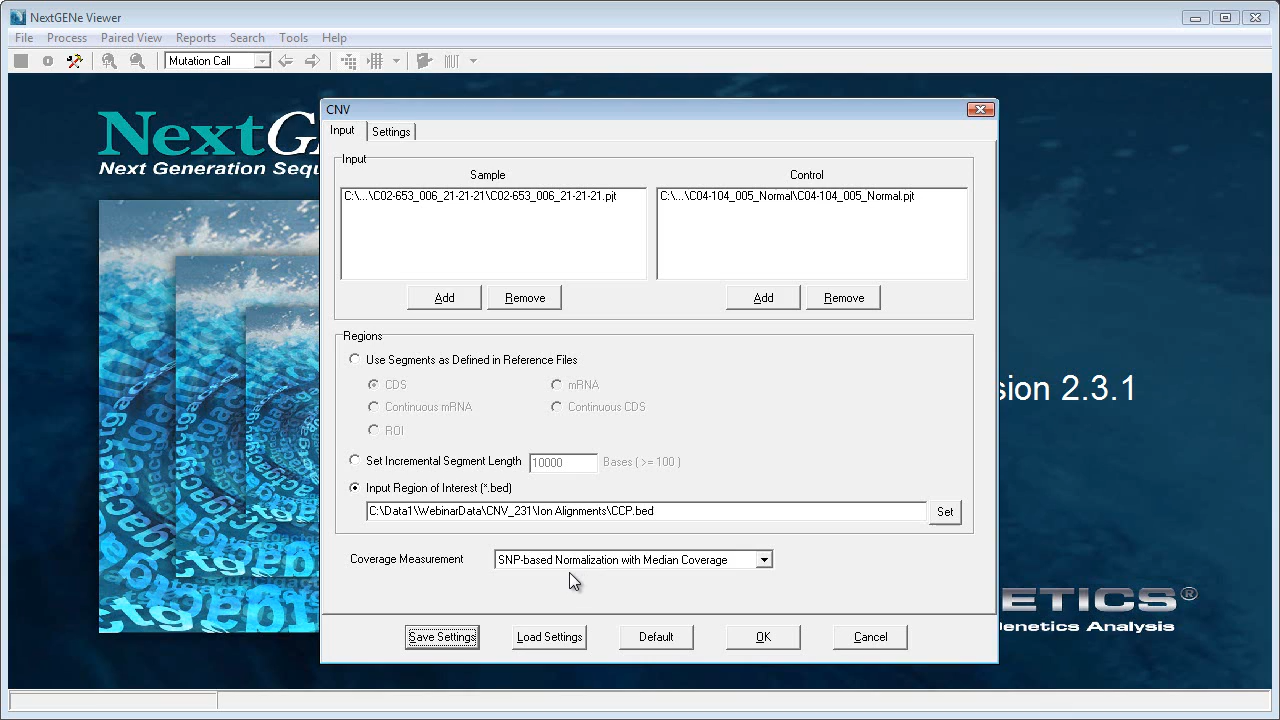 NextGENe Viewer
File Process Paired View Reports Search Tools Help
Mutation Call MUT
NextG
Next Generation Sequ
CNV
Input Settings
Input
Sample Control
C:\...\C02-653_006_21-21-21\C02-653_006_21-21-21.pjt C:\...\C04-104_005_Normal\C04-104_005_Normal.pjt
Add Remove Add Remove
Regions
Use Segments as Defined in Reference Files
CDS mRNA
Continuous mRNA Continuous CDS
ROI
sion 2.3.1
Set Incremental Segment Length 10000 Bases ( >= 100 )
Input Region of Interest (*.bed)
C:\Data1\WebinarData\CNV_231\Ion Alignments\CCP.bed Set
Coverage Measurement SNP-based Normalization with Median Coverage
ETICS®
enetics Analysis
Save Settings Load Settings Default OK Cancel